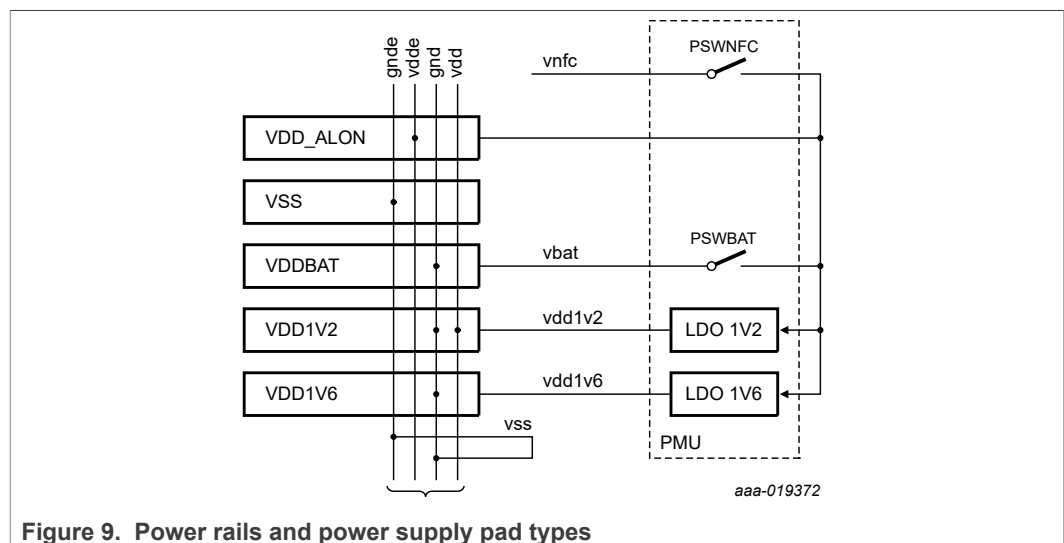 gnde
vdde
gnd
vdd
vnfc
PSWNFC
VDD_ALON
VSS
VDDBAT
vbat
PSWBAT
VDD1V2
vdd1v2
LDO 1V2
VDD1V6
vdd1v6
LDO 1V6
vss
PMU
aaa-019372
Figure 9. Power rails and power supply pad types